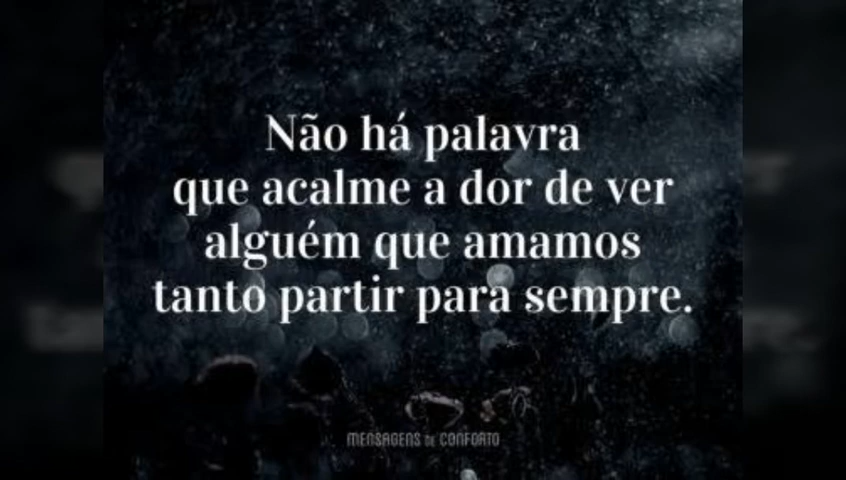 Não há palavra
que acalme a dor de ver
alguém que amamos
tanto partir para sempre.
MENSAGENS DE CONFORTO